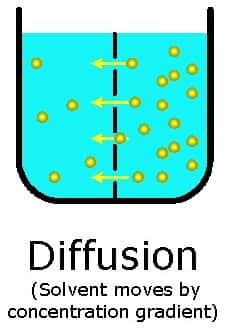 Diffusion
(Solvent moves by
concentration gradient)